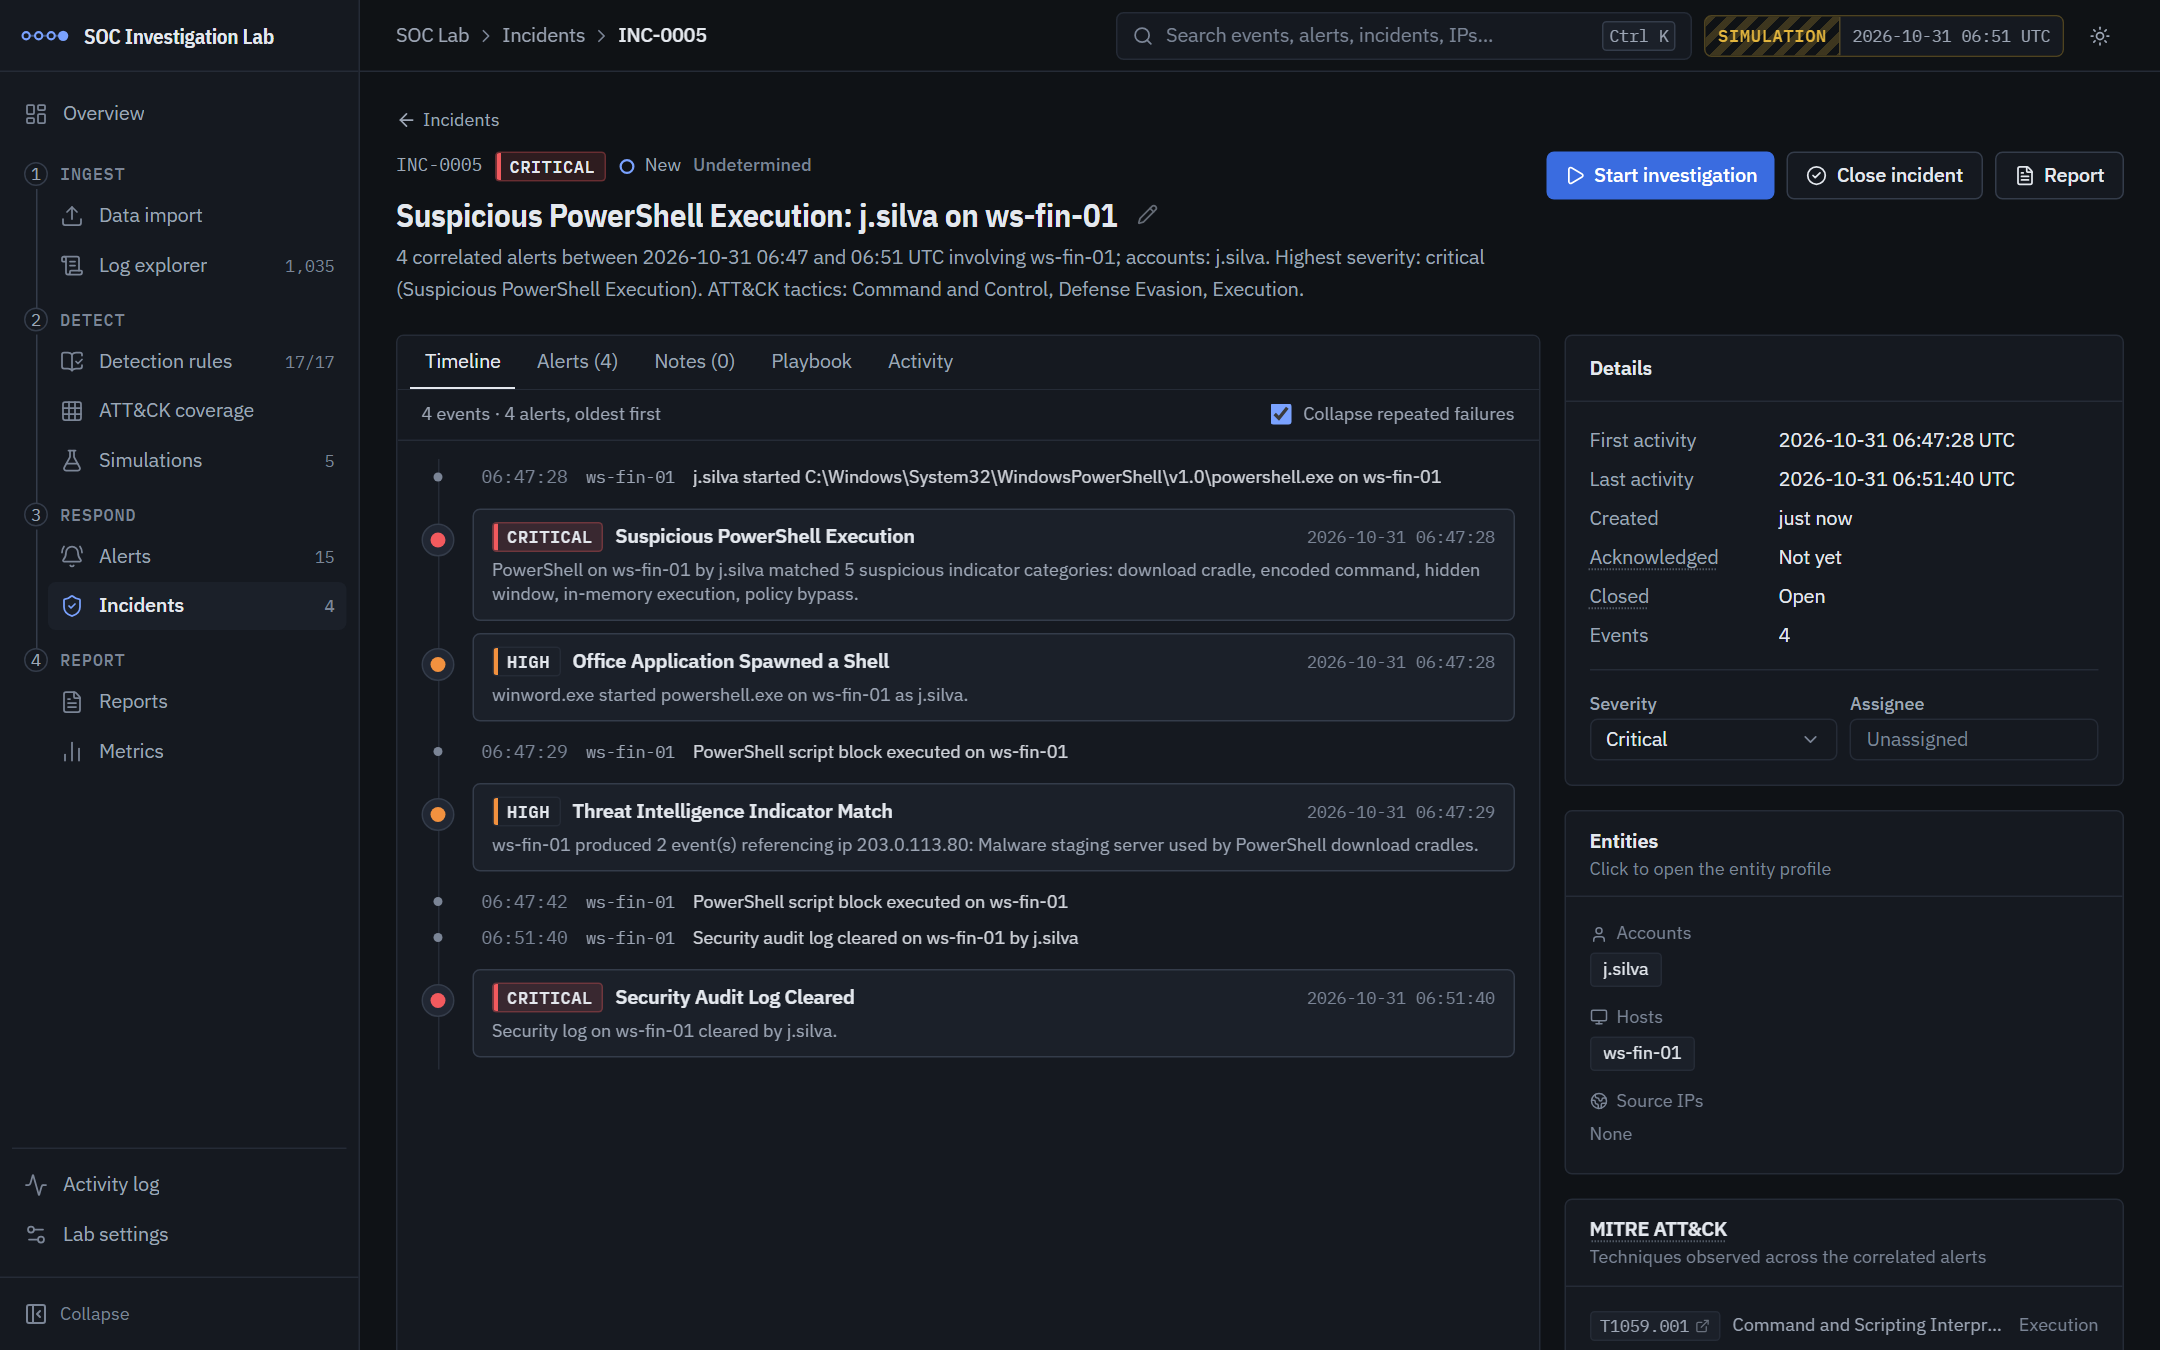 SOC Investigation Lab
SOC Lab > Incidents > INC-0005
Search events, alerts, incidents, IPs... Ctrl K
SIMULATION 2026-10-31 06:51 UTC
Overview
1 INGEST
Data import
Log explorer 1,035
2 DETECT
Detection rules 17/17
ATT&CK coverage
Simulations 5
3 RESPOND
Alerts 15
Incidents 4
4 REPORT
Reports
Metrics
Activity log
Lab settings
Collapse
← Incidents
INC-0005 CRITICAL New Undetermined
Start investigation Close incident Report
Suspicious PowerShell Execution: j.silva on ws-fin-01
4 correlated alerts between 2026-10-31 06:47 and 06:51 UTC involving ws-fin-01; accounts: j.silva. Highest severity: critical
(Suspicious PowerShell Execution). ATT&CK tactics: Command and Control, Defense Evasion, Execution.
Timeline Alerts (4) Notes (0) Playbook Activity
4 events · 4 alerts, oldest first Collapse repeated failures
06:47:28 ws-fin-01 j.silva started C:\Windows\System32\WindowsPowerShell\v1.0\powershell.exe on ws-fin-01
CRITICAL Suspicious PowerShell Execution 2026-10-31 06:47:28
PowerShell on ws-fin-01 by j.silva matched 5 suspicious indicator categories: download cradle, encoded command, hidden
window, in-memory execution, policy bypass.
HIGH Office Application Spawned a Shell 2026-10-31 06:47:28
winword.exe started powershell.exe on ws-fin-01 as j.silva.
06:47:29 ws-fin-01 PowerShell script block executed on ws-fin-01
HIGH Threat Intelligence Indicator Match 2026-10-31 06:47:29
ws-fin-01 produced 2 event(s) referencing ip 203.0.113.80: Malware staging server used by PowerShell download cradles.
06:47:42 ws-fin-01 PowerShell script block executed on ws-fin-01
06:51:40 ws-fin-01 Security audit log cleared on ws-fin-01 by j.silva
CRITICAL Security Audit Log Cleared 2026-10-31 06:51:40
Security log on ws-fin-01 cleared by j.silva.
Details
First activity 2026-10-31 06:47:28 UTC
Last activity 2026-10-31 06:51:40 UTC
Created just now
Acknowledged Not yet
Closed Open
Events 4
Severity Assignee
Critical Unassigned
Entities
Click to open the entity profile
Accounts
j.silva
Hosts
ws-fin-01
Source IPs
None
MITRE ATT&CK
Techniques observed across the correlated alerts
T1059.001 Command and Scripting Interpr... Execution